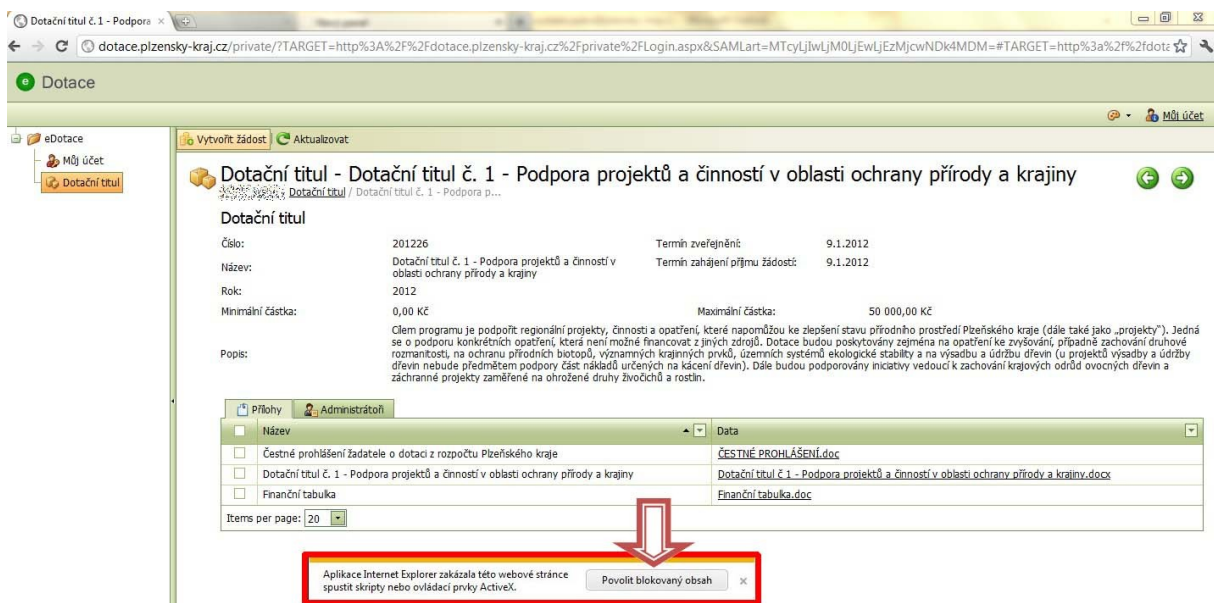 Dotační titul č. 1 - Podpora
dotace.plzensky-kraj.cz/private/?TARGET=http%3A%2F%2Fdotace.plzensky-kraj.cz%2Fprivate%2FLogin.aspx&SAMLart=MTcyLjIwLjM0LjEwLjEzMjcwNDk4MDM=#TARGET=http%3a%2f%2fdota
Dotace
Můj účet
eDotace
Můj účet
Dotační titul
Vytvořit žádost Aktualizovat
Dotační titul - Dotační titul č. 1 - Podpora projektů a činností v oblasti ochrany přírody a krajiny
Dotační titul / Dotační titul č. 1 - Podpora p...
Dotační titul
Číslo: 201226 Termín zveřejnění: 9.1.2012
Název: Dotační titul č. 1 - Podpora projektů a činností v oblasti ochrany přírody a krajiny Termín zahájení příjmu žádostí: 9.1.2012
Rok: 2012
Minimální částka: 0,00 Kč Maximální částka: 50 000,00 Kč
Popis:
Cílem programu je podpořit regionální projekty, činnosti a opatření, které napomůžou ke zlepšení stavu přírodního prostředí Plzeňského kraje (dále také jako „projekty"). Jedná
se o podporu konkrétních opatření, která není možné financovat z jiných zdrojů. Dotace budou poskytovány zejména na opatření ke zvyšování, případně zachování druhové
rozmanitosti, na ochranu přírodních biotopů, významných krajinných prvků, územních systémů ekologické stability a na výsadbu a údržbu dřevin (u projektů výsadby a údržby
dřevin nebude předmětem podpory část nákladů určených na kácení dřevin). Dále budou podporovány iniciativy vedoucí k zachování krajových odrůd ovocných dřevin a
záchranné projekty zaměřené na ohrožené druhy živočichů a rostlin.
Přílohy Administrátoři
Název Data
Čestné prohlášení žadatele o dotaci z rozpočtu Plzeňského kraje ČESTNÉ PROHLÁŠENÍ.doc
Dotační titul č. 1 - Podpora projektů a činností v oblasti ochrany přírody a krajiny Dotační titul č 1 - Podpora projektů a činností v oblasti ochrany přírody a krajiny.docx
Finanční tabulka Finanční tabulka.doc
Items per page: 20
Aplikace Internet Explorer zakázala této webové stránce
spustit skripty nebo ovládací prvky ActiveX.
Povolit blokovaný obsah